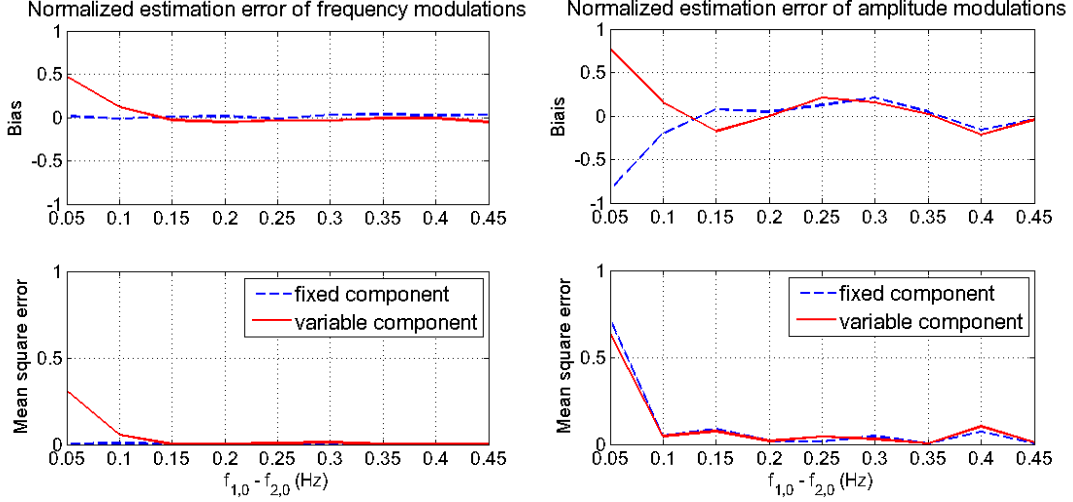 Normalized estimation error of frequency modulations
1
0.5
0
-0.5
-1
Biais
0.05 0.1 0.15 0.2 0.25 0.3 0.35 0.4 0.45
Normalized estimation error of amplitude modulations
1
0.5
0
-0.5
-1
Biais
0.05 0.1 0.15 0.2 0.25 0.3 0.35 0.4 0.45
1
0.5
0
Mean square error
fixed component
variable component
0.05 0.1 0.15 0.2 0.25 0.3 0.35 0.4 0.45
f1,0 - f2,0 (Hz)
1
0.5
0
Mean square error
fixed component
variable component
0.05 0.1 0.15 0.2 0.25 0.3 0.35 0.4 0.45
f1,0 - f2,0 (Hz)